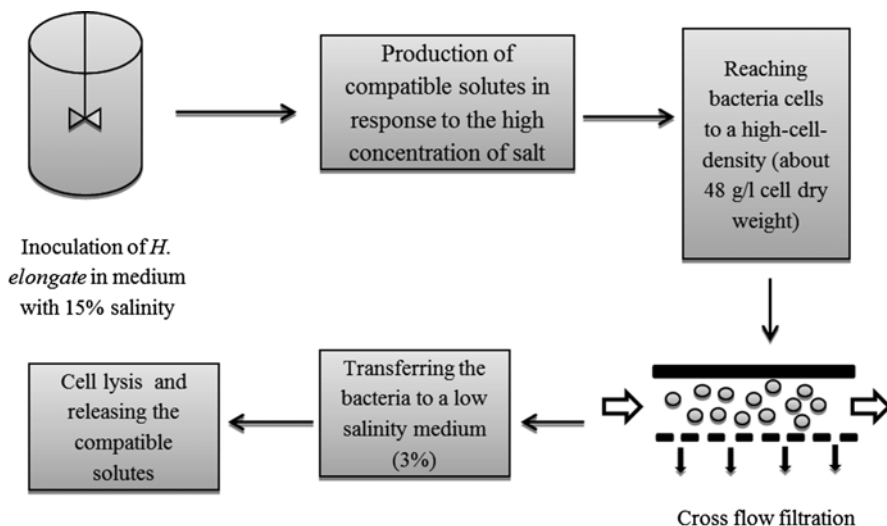 Inoculation of H.
elongate in medium
with 15% salinity
Production of
compatible solutes in
response to the high
concentration of salt
Reaching
bacteria cells
to a high-cell-
density (about
48 g/l cell dry
weight)
Cross flow filtration
Transferring the
bacteria to a low
salinity medium
(3%)
Cell lysis and
releasing the
compatible
solutes